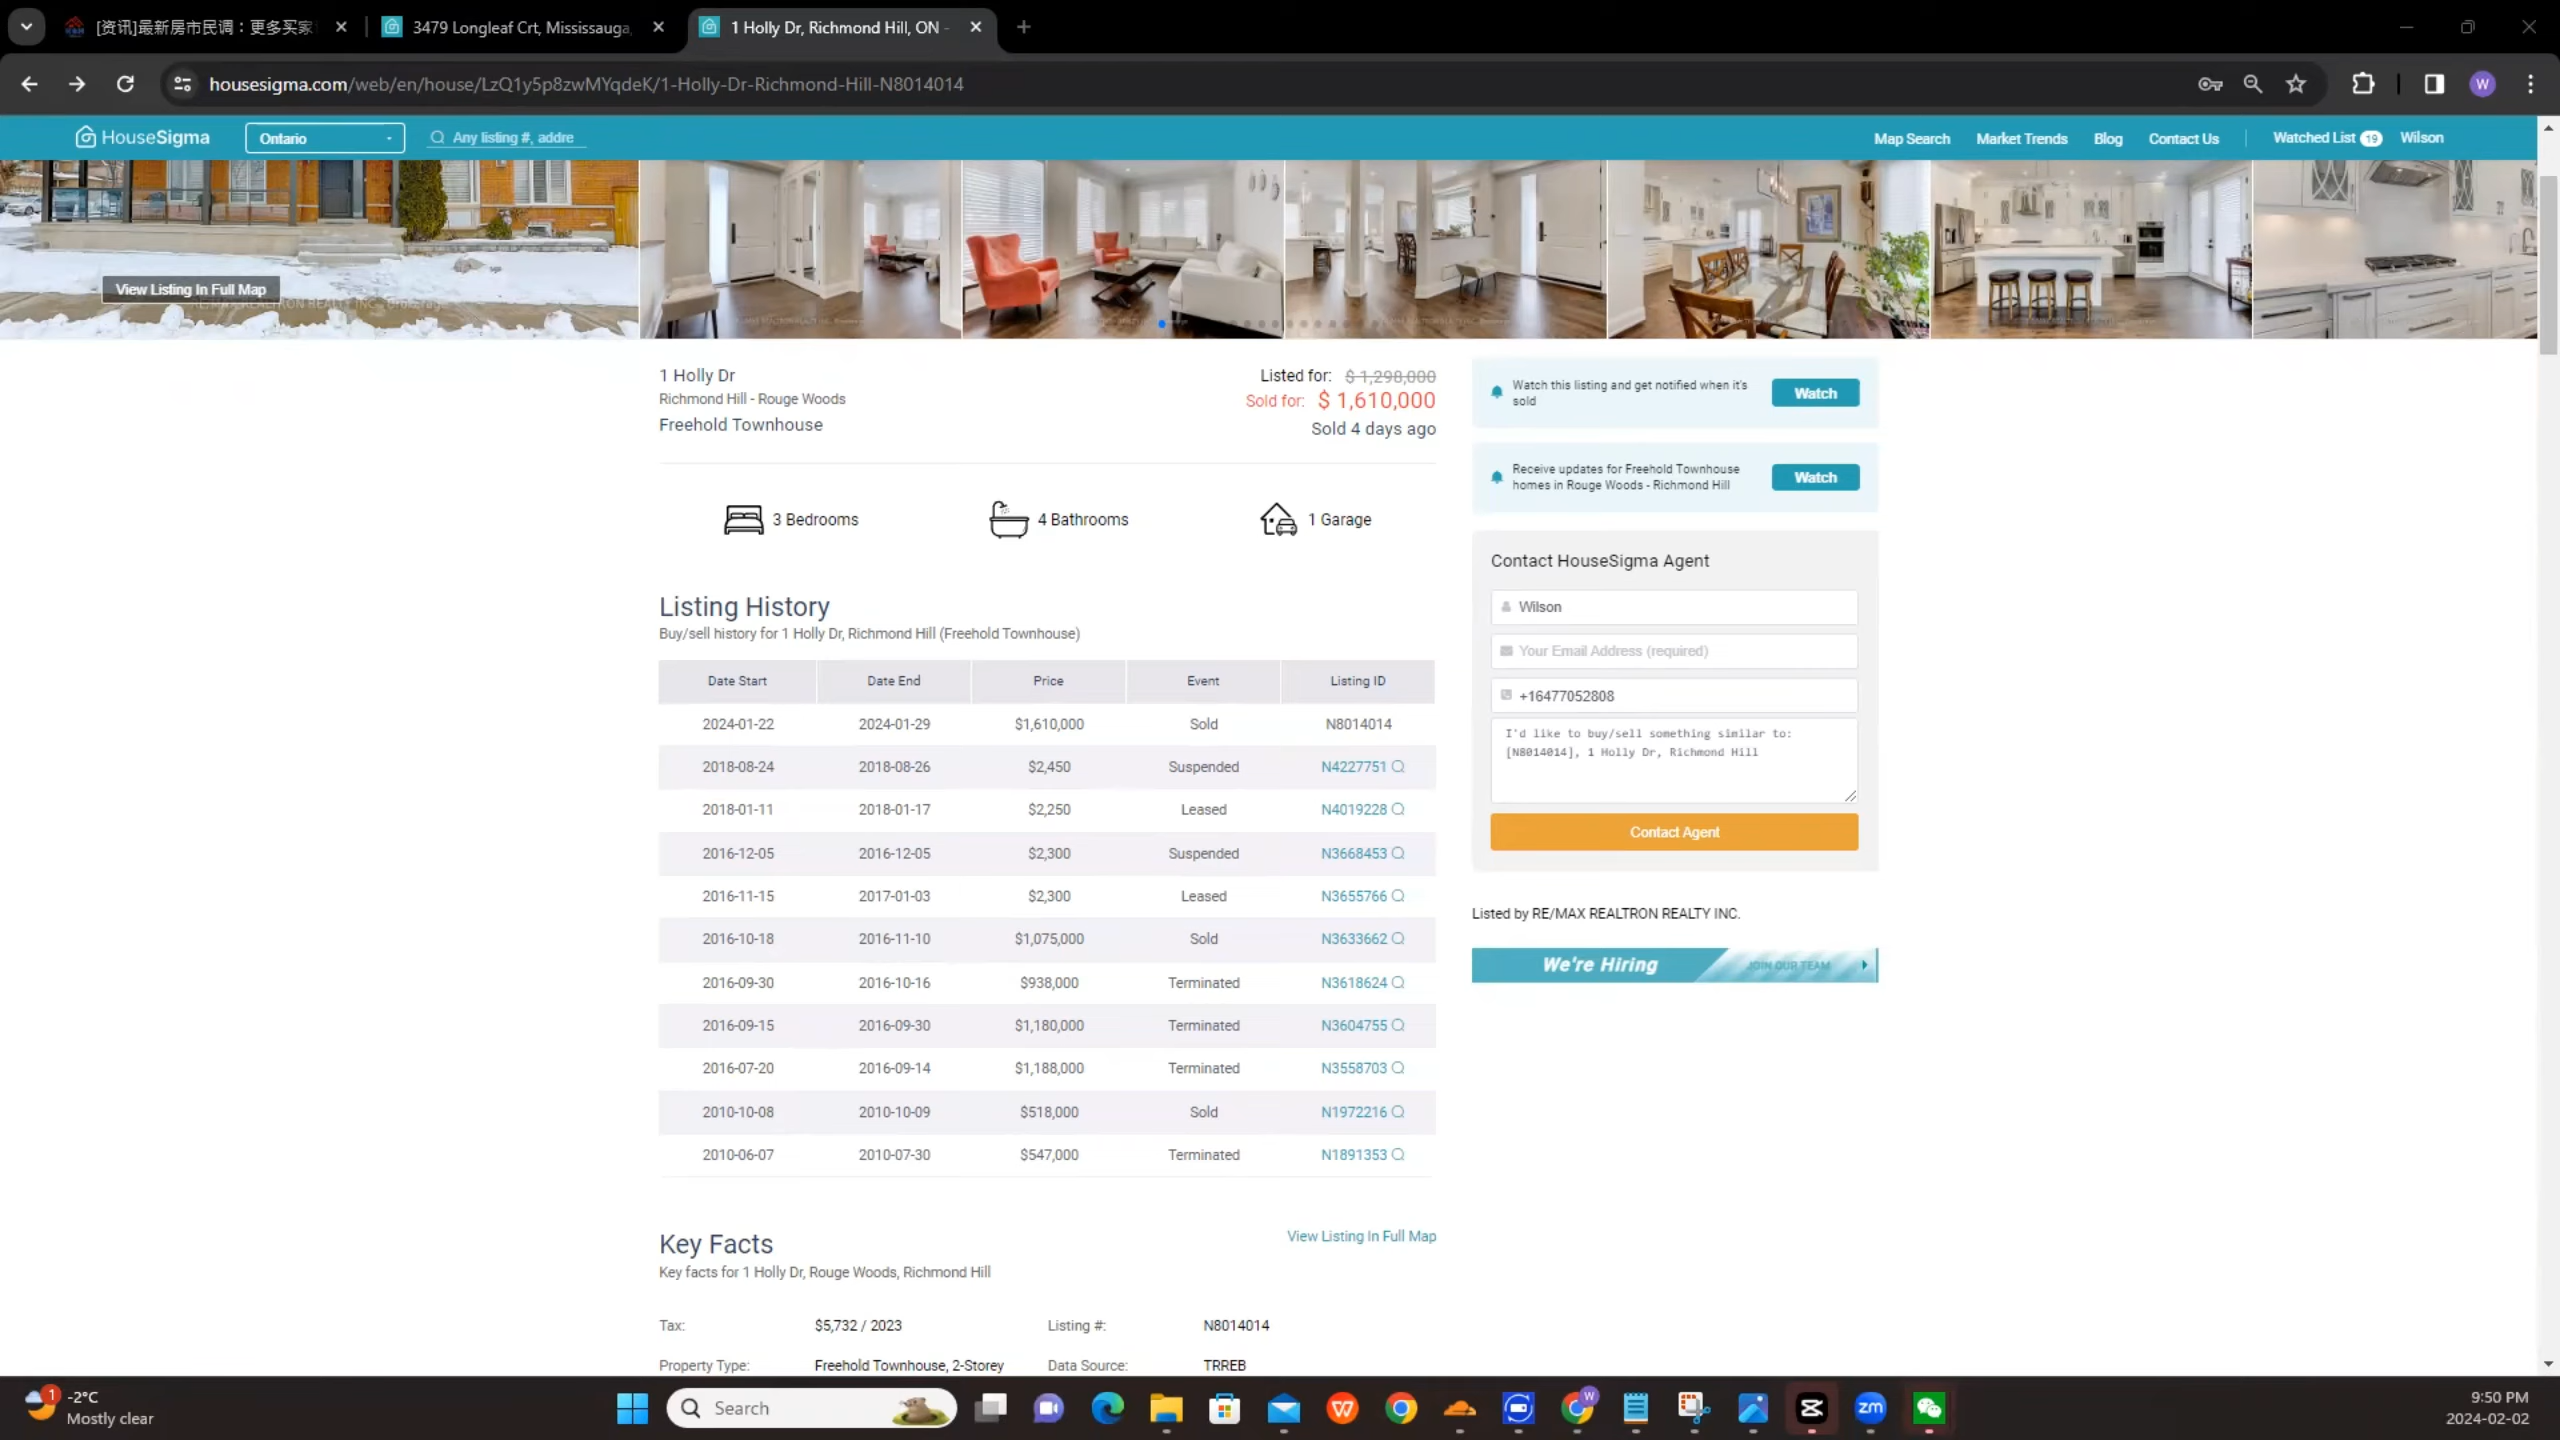 [资讯]最新房市民调：更多买家
3479 Longleaf Crt, Mississauga,
1 Holly Dr, Richmond Hill, ON -
housesigma.com/web/en/house/LzQ1y5p8zwMYqdeK/1-Holly-Dr-Richmond-Hill-N8014014
W
HouseSigma
Ontario
Any listing #, addre
Map Search
Market Trends
Blog
Contact Us
Watched List 19
Wilson
View Listing In Full Map
1 Holly Dr
Richmond Hill - Rouge Woods
Freehold Townhouse
Listed for: $ 1,298,000
Sold for: $ 1,610,000
Sold 4 days ago
3 Bedrooms
4 Bathrooms
1 Garage
Listing History
Buy/sell history for 1 Holly Dr, Richmond Hill (Freehold Townhouse)
Date Start Date End Price Event Listing ID
2024-01-22 2024-01-29 $1,610,000 Sold N8014014
2018-08-24 2018-08-26 $2,450 Suspended N4227751
2018-01-11 2018-01-17 $2,250 Leased N4019228
2016-12-05 2016-12-05 $2,300 Suspended N3668453
2016-11-15 2017-01-03 $2,300 Leased N3655766
2016-10-18 2016-11-10 $1,075,000 Sold N3633662
2016-09-30 2016-10-16 $938,000 Terminated N3618624
2016-09-15 2016-09-30 $1,180,000 Terminated N3604755
2016-07-20 2016-09-14 $1,188,000 Terminated N3558703
2010-10-08 2010-10-09 $518,000 Sold N1972216
2010-06-07 2010-07-30 $547,000 Terminated N1891353
Key Facts
View Listing In Full Map
Key facts for 1 Holly Dr, Rouge Woods, Richmond Hill
Tax: $5,732 / 2023 Listing #: N8014014
Property Type: Freehold Townhouse, 2-Storey Data Source: TRREB
Watch this listing and get notified when it's
sold
Watch
Receive updates for Freehold Townhouse
homes in Rouge Woods - Richmond Hill
Watch
Contact HouseSigma Agent
Wilson
Your Email Address (required)
+16477052808
I'd like to buy/sell something similar to:
[N8014014], 1 Holly Dr, Richmond Hill
Contact Agent
Listed by RE/MAX REALTRON REALTY INC.
We're Hiring
JOIN OUR TEAM
1
-2°C
Mostly clear
Search
W
zm
9:50 PM
2024-02-02